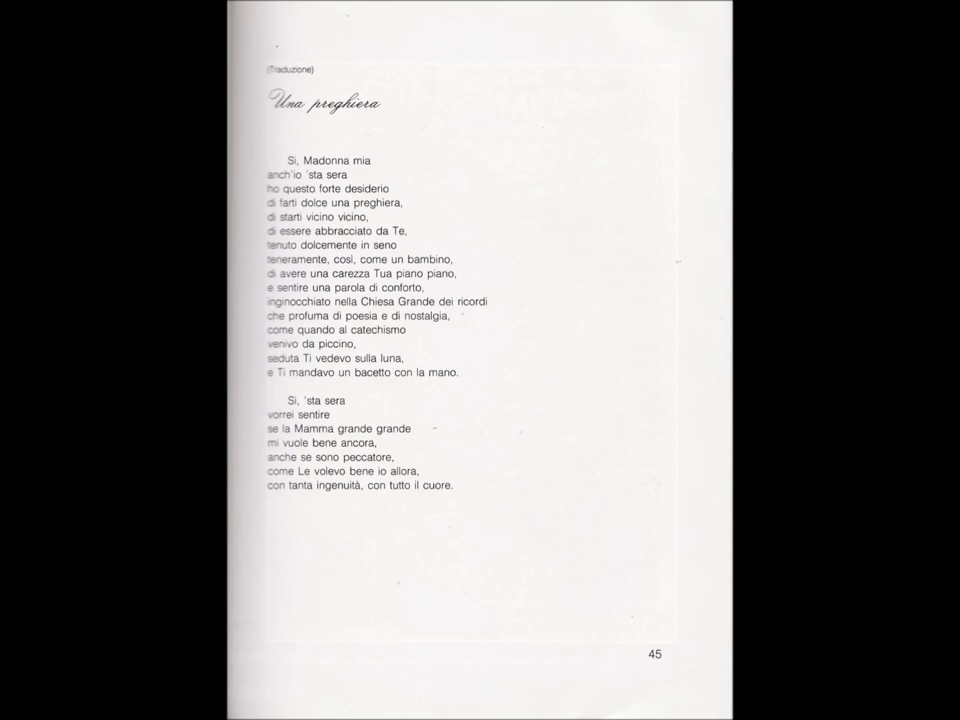 (Traduzione)
Una preghiera
Si, Madonna mia
anch'io 'sta sera
ho questo forte desiderio
di farti dolce una preghiera,
di starti vicino vicino,
di essere abbracciato da Te,
tenuto dolcemente in seno
teneramente, così, come un bambino,
di avere una carezza Tua piano piano,
e sentire una parola di conforto,
inginocchiato nella Chiesa Grande dei ricordi
che profuma di poesia e di nostalgia,
come quando al catechismo
venivo da piccino,
seduta Ti vedevo sulla luna,
e Ti mandavo un bacetto con la mano.
Si, 'sta sera
vorrei sentire
se la Mamma grande grande
mi vuole bene ancora,
anche se sono peccatore,
come Le volevo bene io allora,
con tanta ingenuità, con tutto il cuore.
45